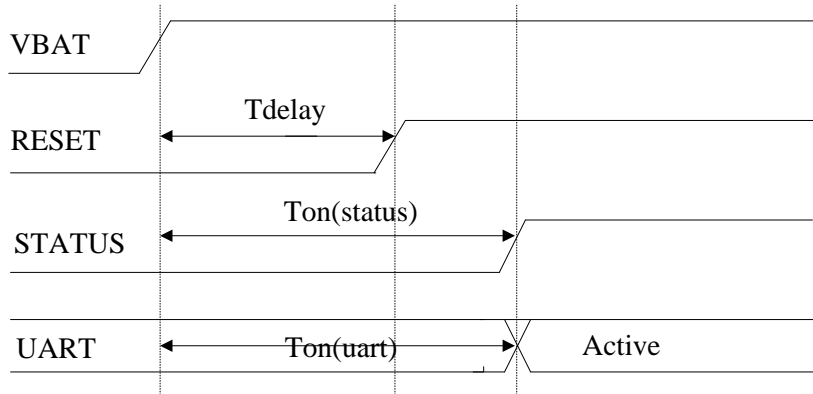 VBAT
Tdelay
RESET
Ton(status)
STATUS
UART Ton(uart) Active